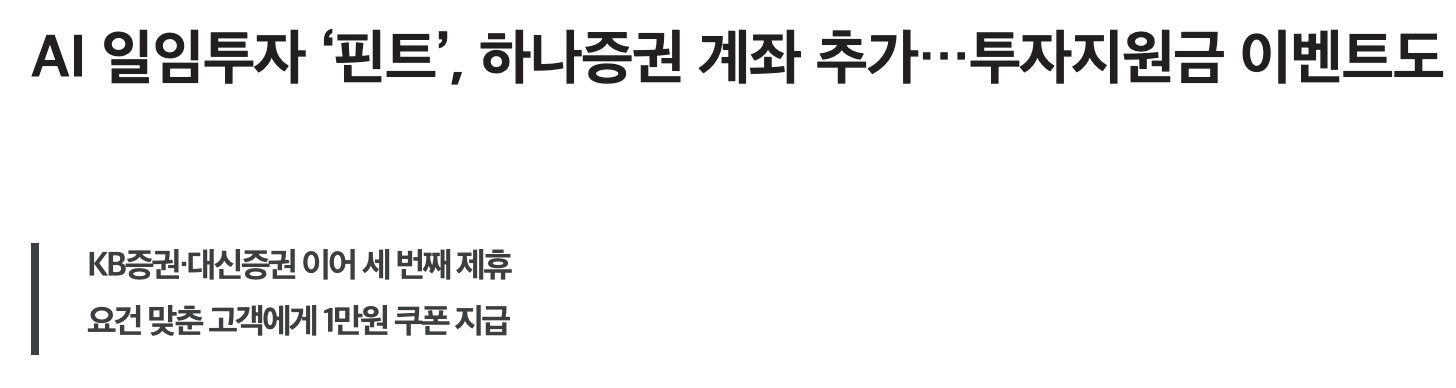 AI 일임투자 ‘핀트’, 하나증권 계좌 추가…투자지원금 이벤트도
KB증권·대신증권 이어 세 번째 제휴
요건 맞춘 고객에게 1만원 쿠폰 지급